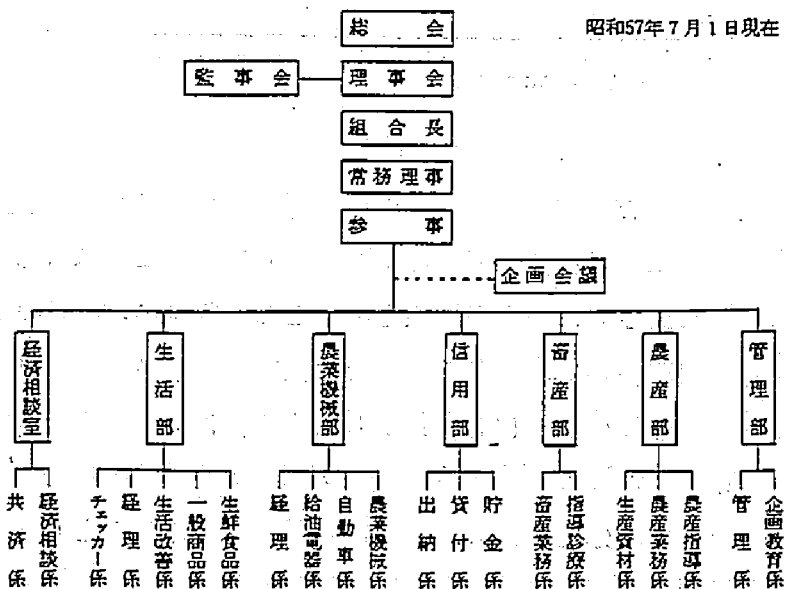 昭和57年7月1日現在
総会
監事会
理事会
組合長
常務理事
参事
企画会議
経済相談室
生活部
農業機械部
信用部
畜産部
農産部
管理部
共済係
経済相談係
チェッカー係
経理係
生活改善係
一般商品係
生鮮食品係
経理係
給油電器係
自動車係
農業機械係
出納係
貸付係
貯金係
畜産業務係
指導診療係
生産資材係
農産業務係
農産指導係
管理係
企画教育係